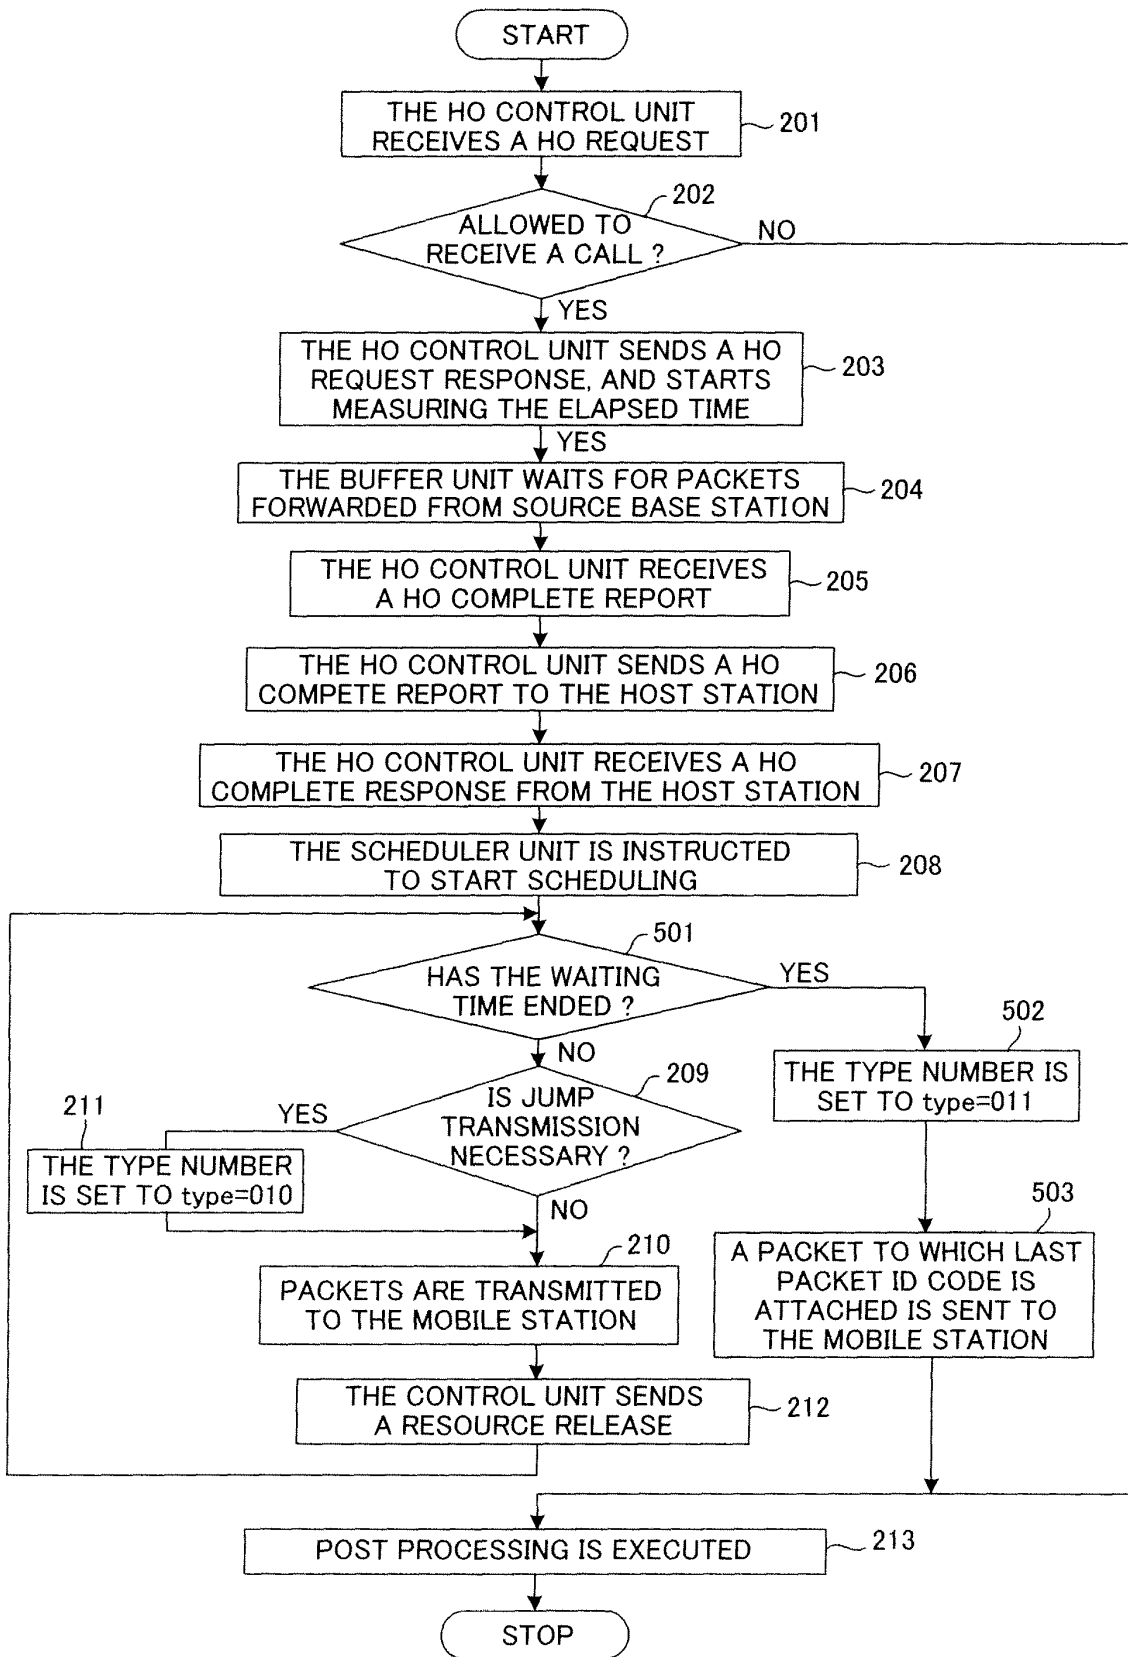 START
THE HO CONTROL UNIT
RECEIVES A HO REQUEST
201
202
ALLOWED TO
RECEIVE A CALL ?
NO
YES
THE HO CONTROL UNIT SENDS A HO
REQUEST RESPONSE, AND STARTS
MEASURING THE ELAPSED TIME
203
YES
THE BUFFER UNIT WAITS FOR PACKETS
FORWARDED FROM SOURCE BASE STATION
204
THE HO CONTROL UNIT RECEIVES
A HO COMPLETE REPORT
205
THE HO CONTROL UNIT SENDS A HO
COMPETE REPORT TO THE HOST STATION
206
THE HO CONTROL UNIT RECEIVES A HO
COMPLETE RESPONSE FROM THE HOST STATION
207
THE SCHEDULER UNIT IS INSTRUCTED
TO START SCHEDULING
208
501
HAS THE WAITING
TIME ENDED ?
YES
NO
502
THE TYPE NUMBER IS
SET TO type=011
209
IS JUMP
TRANSMISSION
NECESSARY ?
YES
211
THE TYPE NUMBER
IS SET TO type=010
NO
503
A PACKET TO WHICH LAST
PACKET ID CODE IS
ATTACHED IS SENT TO
THE MOBILE STATION
210
PACKETS ARE TRANSMITTED
TO THE MOBILE STATION
THE CONTROL UNIT SENDS
A RESOURCE RELEASE
212
POST PROCESSING IS EXECUTED
213
STOP